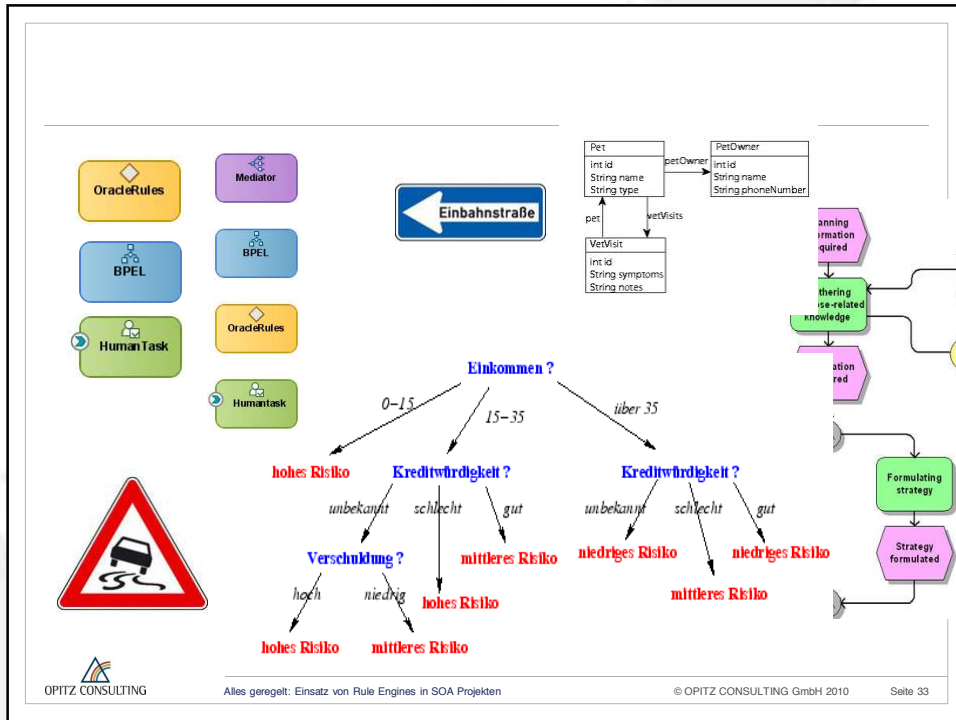 OracleRules
BPEL
HumanTask
Mediator
BPEL
OracleRules
Humantask
Einbahnstraße
Pet
int id
String name
String type
petOwner
PetOwner
int id
String name
String phoneNumber
pet
vetVisits
VetVisit
int id
String symptoms
String notes
knowledge
Formulating
strategy
Strategy
formulated
Einkommen ?
0–15
15–35
über 35
hohes Risiko
Kreditwürdigkeit ?
Kreditwürdigkeit ?
unbekannt
schlecht
gut
unbekannt
schlecht
gut
Verschuldung ?
mittleres Risiko
niedriges Risiko
niedriges Risiko
hoch
niedrig
hohes Risiko
mittleres Risiko
hohes Risiko
mittleres Risiko
OPITZ CONSULTING
Alles geregelt: Einsatz von Rule Engines in SOA Projekten
© OPITZ CONSULTING GmbH 2010
Seite 33